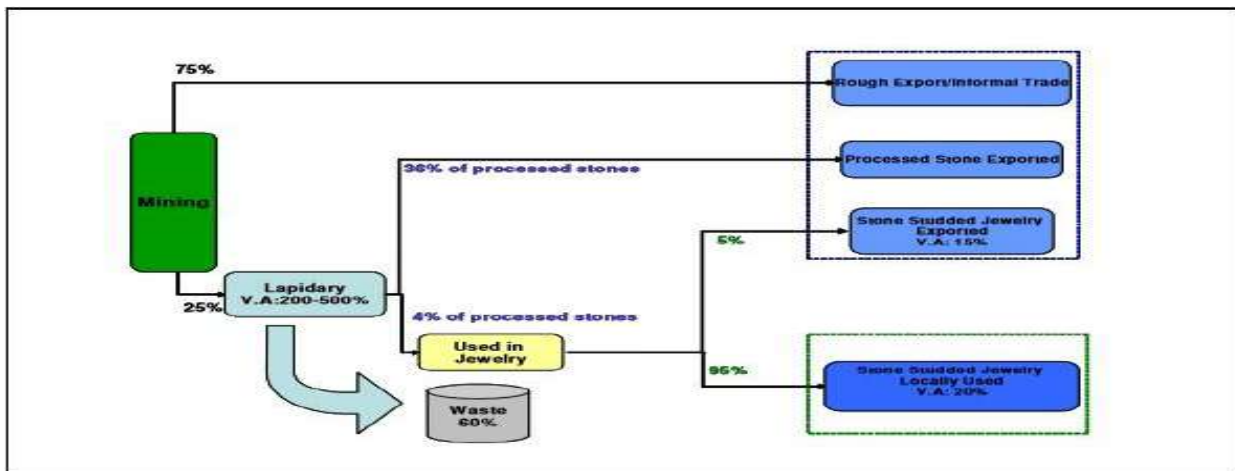 75%
Rough Export/Informal Trade
36% of processed stones
Processed Stone Exported
Mining
Stone Studded Jewelry
Exported
V.A: 15%
5%
Lapidary
V.A:200-500%
25%
4% of processed stones
Used in
Jewelry
95%
Stone Studded Jewelry
Locally Used
V.A: 20%
Waste
60%